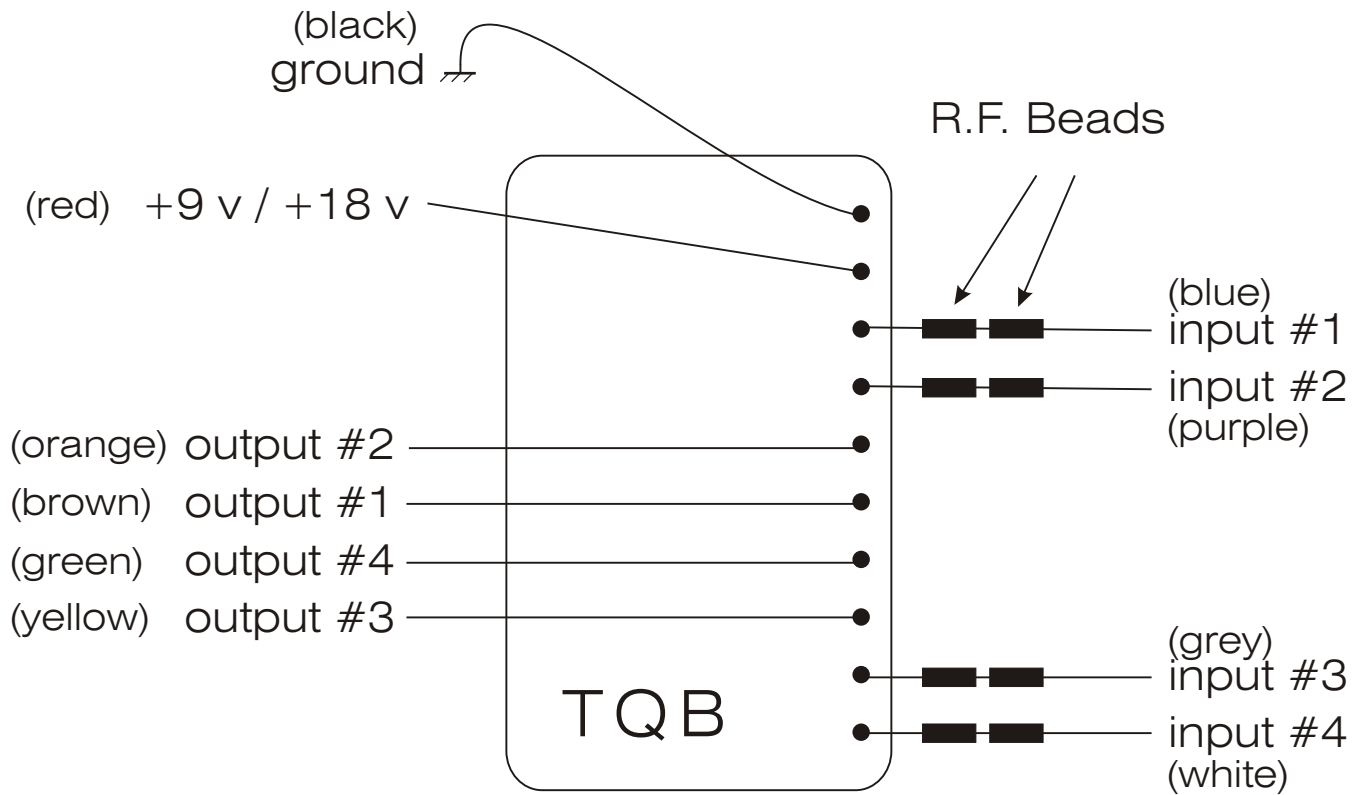 (black)
ground
R.F. Beads
(red) +9 v / +18 v
(blue)
input #1
input #2
(purple)
(orange) output #2
(brown) output #1
(green) output #4
(yellow) output #3
(grey)
input #3
input #4
(white)
TQB